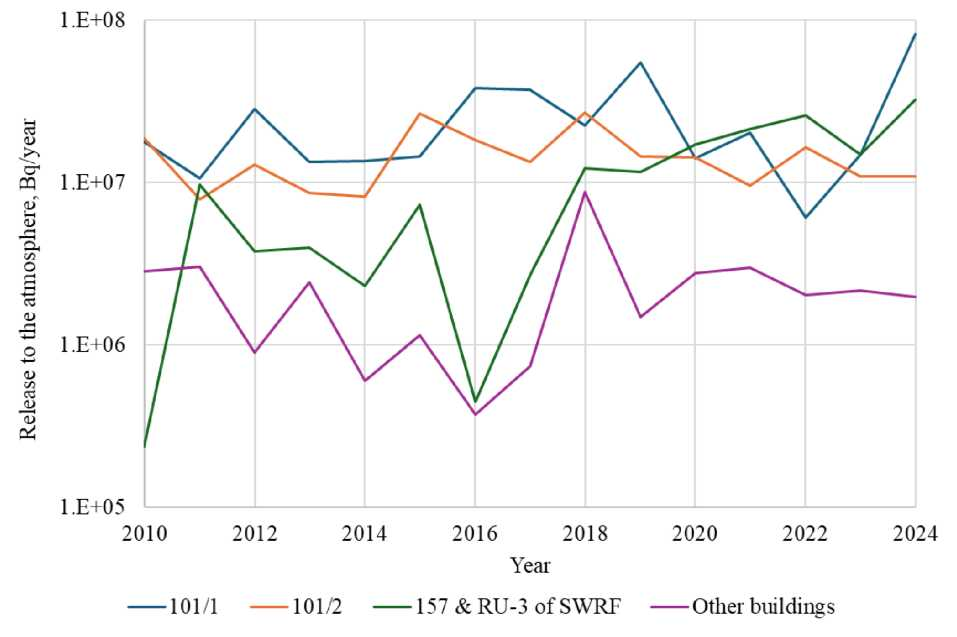 1.E+08
1.E+07
1.E+06
1.E+05
Release to the atmosphere, Bq/year
2010 2012 2014 2016 2018 2020 2022 2024
Year
101/1 101/2 157 & RU-3 of SWRF Other buildings